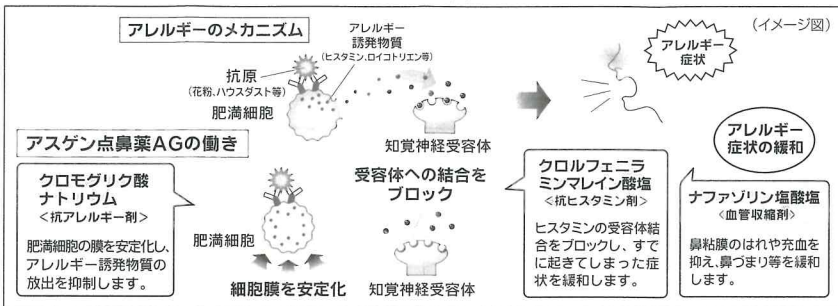 アレルギーのメカニズム
(イメージ図)
アレルギー
誘発物質
(ヒスタミン、ロイコトリエン等)
抗原
(花粉、ハウスダスト等)
肥満細胞
知覚神経受容体
アレルギー
症状
アスゲン点鼻薬AGの働き
クロモグリク酸
ナトリウム
<抗アレルギー剤>
肥満細胞の膜を安定化し、
アレルギー誘発物質の
放出を抑制します。
肥満細胞
細胞膜を安定化
受容体への結合を
ブロック
知覚神経受容体
クロルフェニラ
ミンマレイン酸塩
<抗ヒスタミン剤>
ヒスタミンの受容体結
合をブロックし、すで
に起きてしまった症
状を緩和します。
アレルギー
症状の緩和
ナファゾリン塩酸塩
<血管収縮剤>
鼻粘膜のはれや充血を
抑え、鼻づまり等を緩和
します。